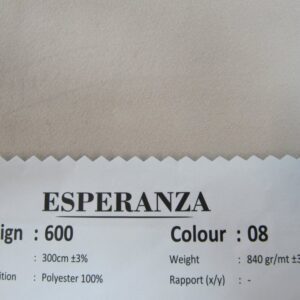 ESPERANZA
ign : 600 Colour : 08
: 300cm ±3% Weight : 840 gr/mt ±3
ition : Polyester 100% Rapport (x/y) : -